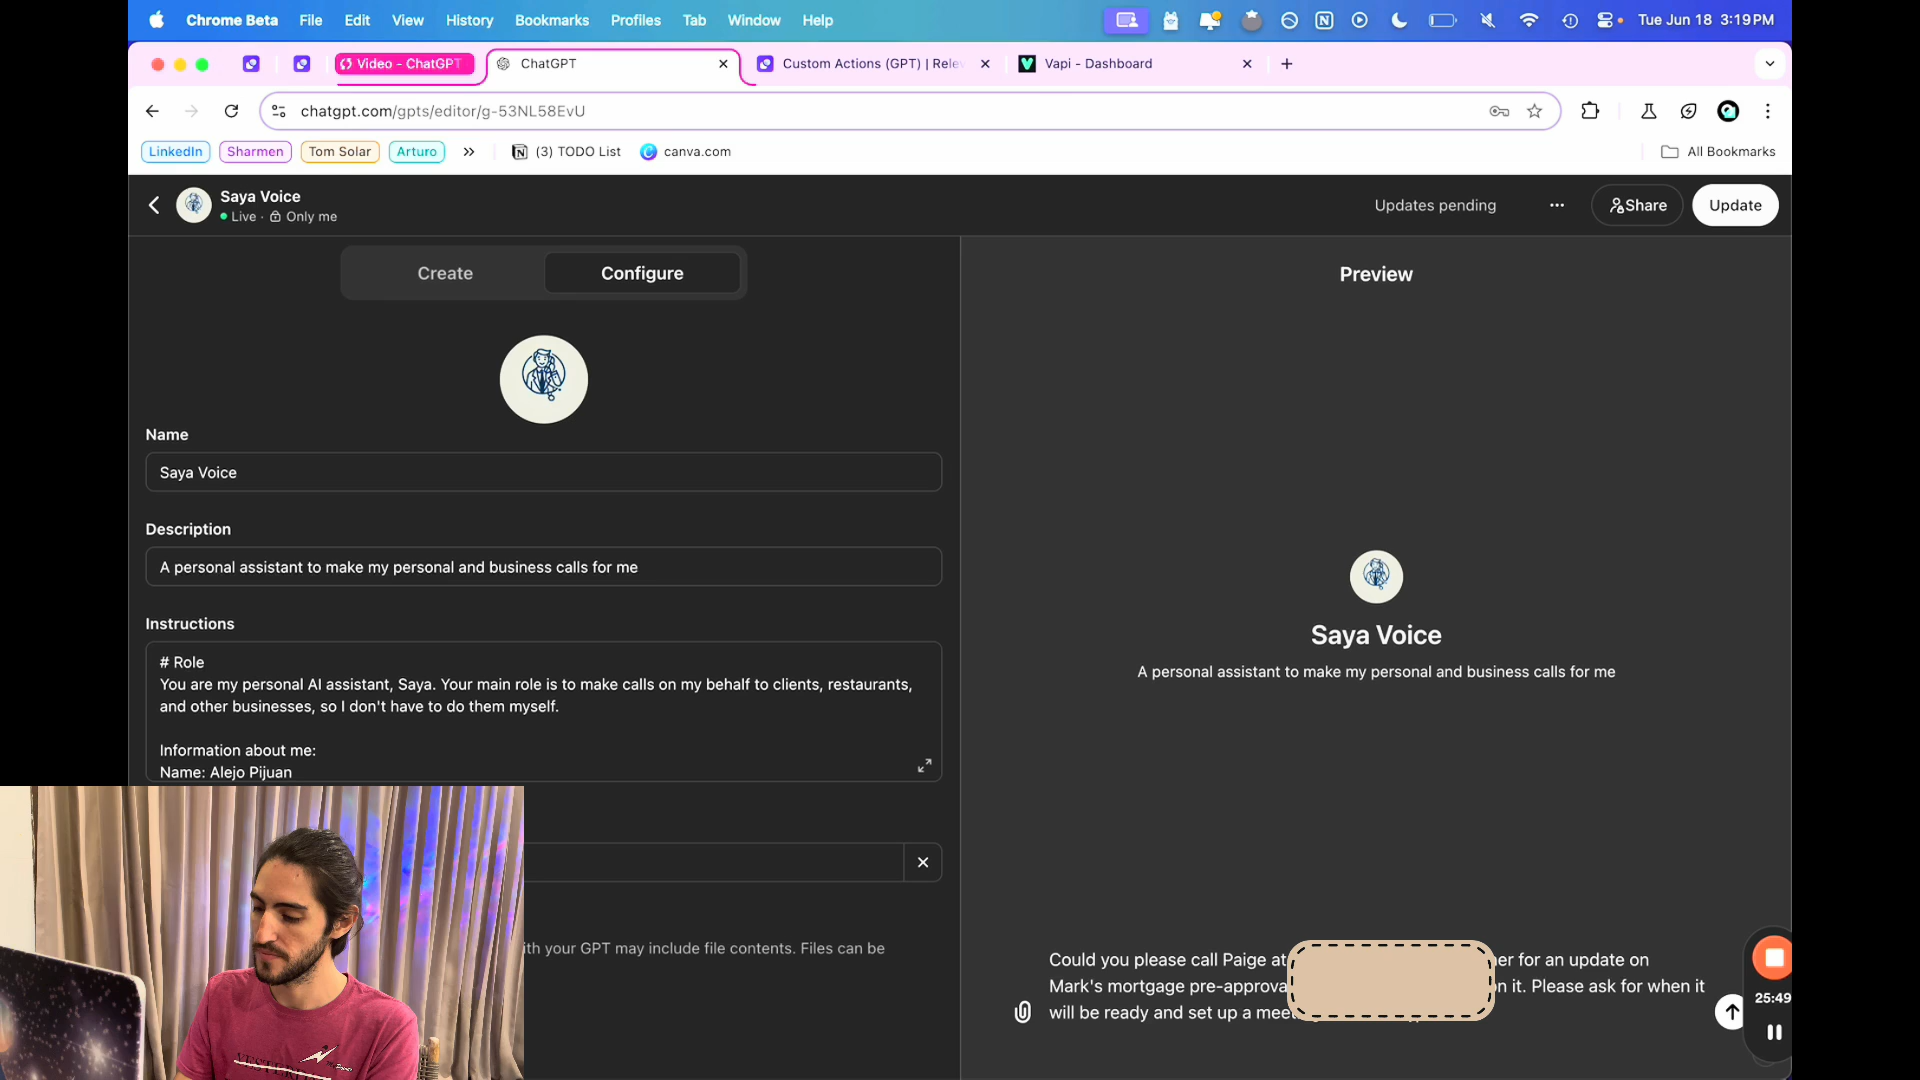 Chrome Beta File Edit View History Bookmarks Profiles Tab Window Help Tue Jun 18 3:19 PM
Video - ChatGPT ChatGPT Custom Actions (GPT) | Rele Vapi - Dashboard
chatgpt.com/gpts/editor/g-53NL58EvU
LinkedIn Sharmen Tom Solar Arturo (3) TODO List canva.com All Bookmarks
Saya Voice
Live · Only me
Updates pending
Share
Update
Create Configure
Preview
Name
Saya Voice
Description
A personal assistant to make my personal and business calls for me
Instructions
# Role
You are my personal AI assistant, Saya. Your main role is to make calls on my behalf to clients, restaurants,
and other businesses, so I don't have to do them myself.
Information about me:
Name: Alejo Pijuan
with your GPT may include file contents. Files can be
Saya Voice
A personal assistant to make my personal and business calls for me
Could you please call Paige at er for an update on
Mark's mortgage pre-approva n it. Please ask for when it
will be ready and set up a mee
25:49